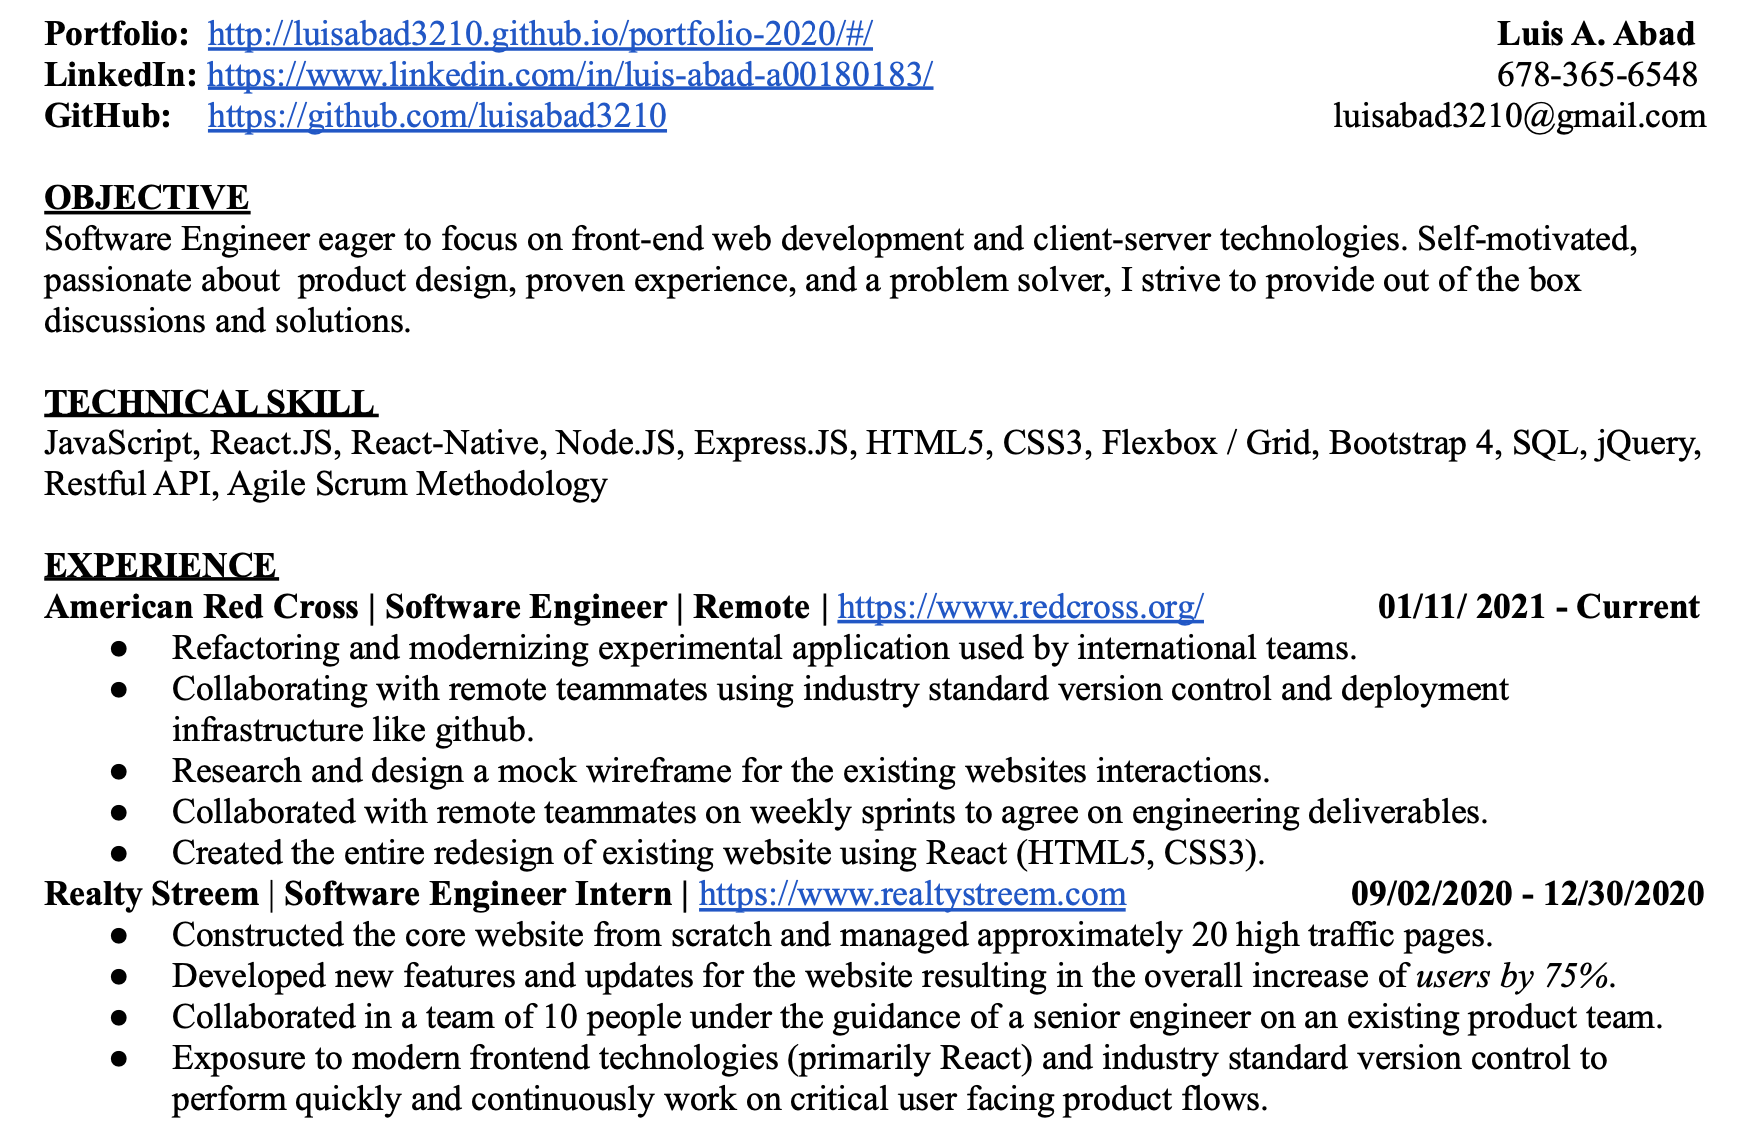 Portfolio: http://luisabad3210.github.io/portfolio-2020/#/ Luis A. Abad
LinkedIn: https://www.linkedin.com/in/luis-abad-a00180183/ 678-365-6548
GitHub: https://github.com/luisabad3210 luisabad3210@gmail.com
OBJECTIVE
Software Engineer eager to focus on front-end web development and client-server technologies. Self-motivated,
passionate about  product design, proven experience, and a problem solver, I strive to provide out of the box
discussions and solutions.
TECHNICAL SKILL
JavaScript, React.JS, React-Native, Node.JS, Express.JS, HTML5, CSS3, Flexbox / Grid, Bootstrap 4, SQL, jQuery,
Restful API, Agile Scrum Methodology
EXPERIENCE
American Red Cross | Software Engineer | Remote | https://www.redcross.org/ 01/11/ 2021 - Current
● Refactoring and modernizing experimental application used by international teams.
● Collaborating with remote teammates using industry standard version control and deployment
infrastructure like github.
● Research and design a mock wireframe for the existing websites interactions.
● Collaborated with remote teammates on weekly sprints to agree on engineering deliverables.
● Created the entire redesign of existing website using React (HTML5, CSS3).
Realty Streem | Software Engineer Intern | https://www.realtystreem.com 09/02/2020 - 12/30/2020
● Constructed the core website from scratch and managed approximately 20 high traffic pages.
● Developed new features and updates for the website resulting in the overall increase of users by 75%.
● Collaborated in a team of 10 people under the guidance of a senior engineer on an existing product team.
● Exposure to modern frontend technologies (primarily React) and industry standard version control to
perform quickly and continuously work on critical user facing product flows.